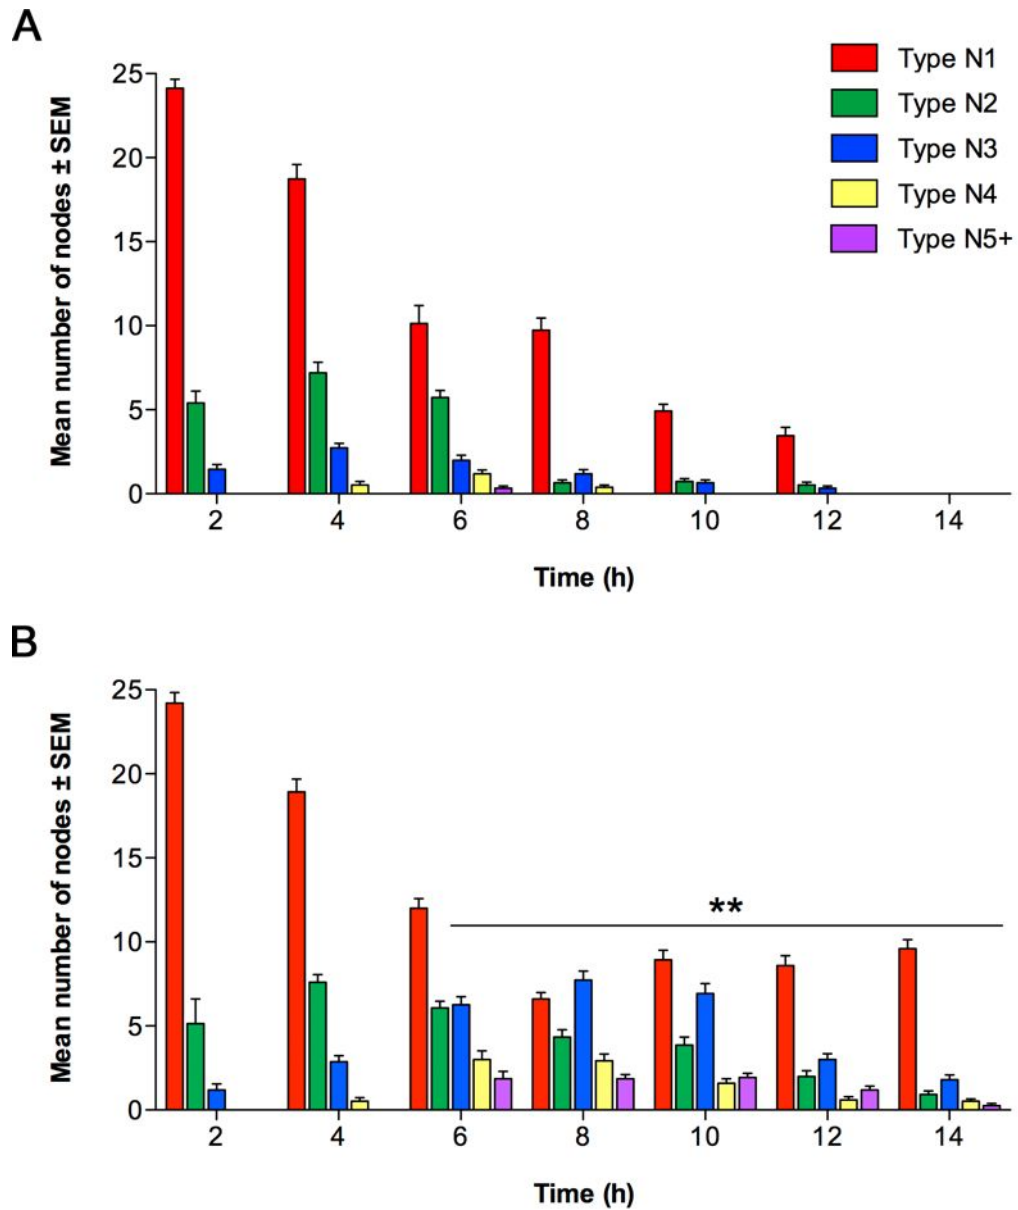 A
Type N1
Type N2
Type N3
Type N4
Type N5+
Mean number of nodes ± SEM
25
20
15
10
5
0
2 4 6 8 10 12 14
Time (h)
B
Mean number of nodes ± SEM
25
20
15
10
5
0
**
2 4 6 8 10 12 14
Time (h)